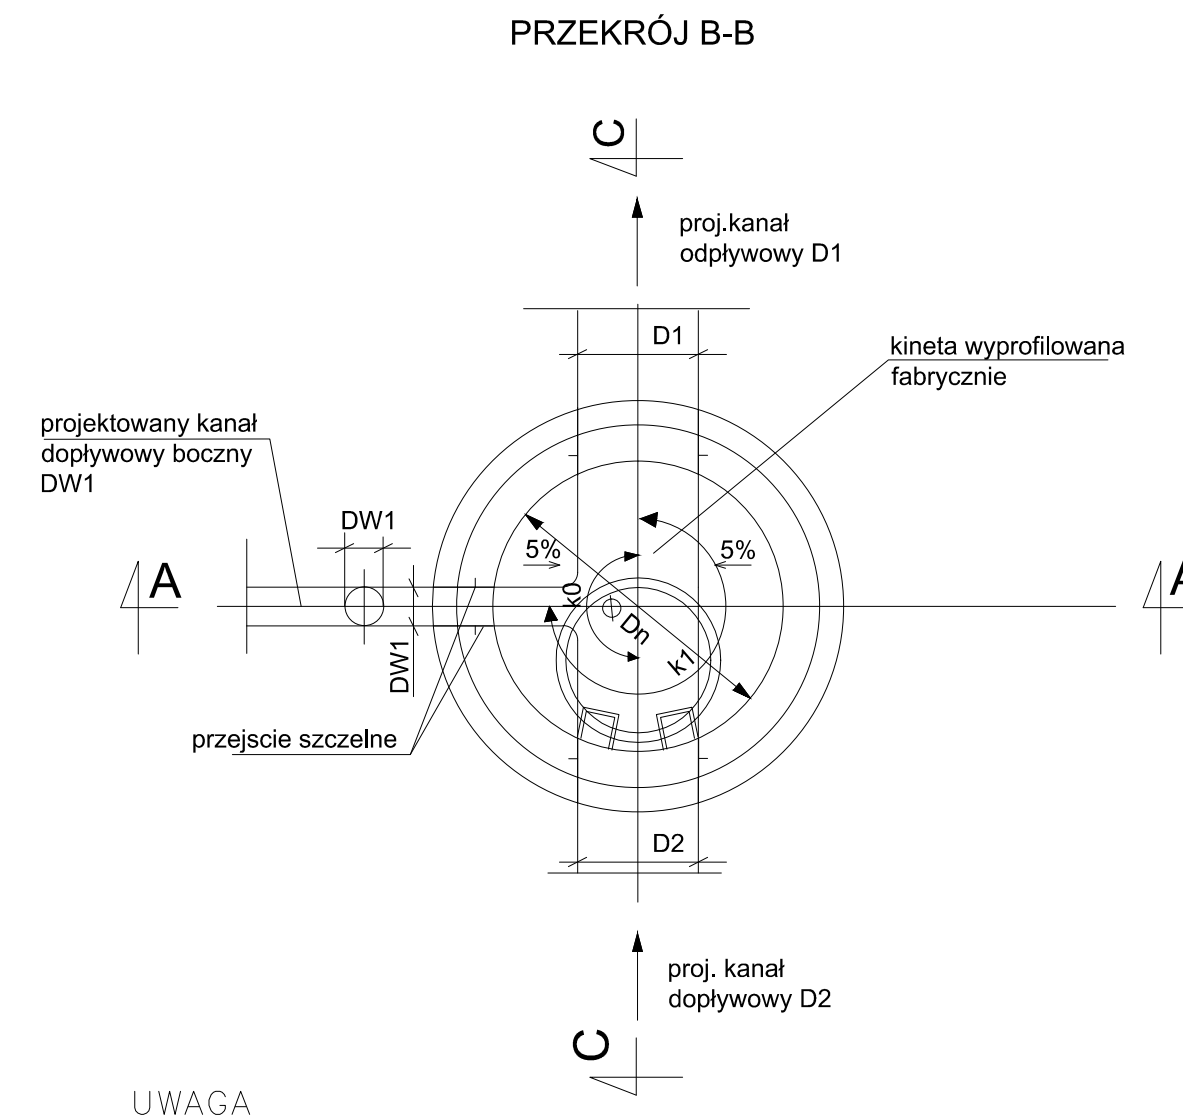 PRZEKRÓJ B-B
C
proj.kanał
odpływowy D1
D1
kineta wyprofilowana
fabrycznie
projektowany kanał
dopływowy boczny
DW1
DW1
5%
5%
A
A
k0
Ø Dn
k1
DW1
przejscie szczelne
D2
proj. kanał
dopływowy D2
C
UWAGA